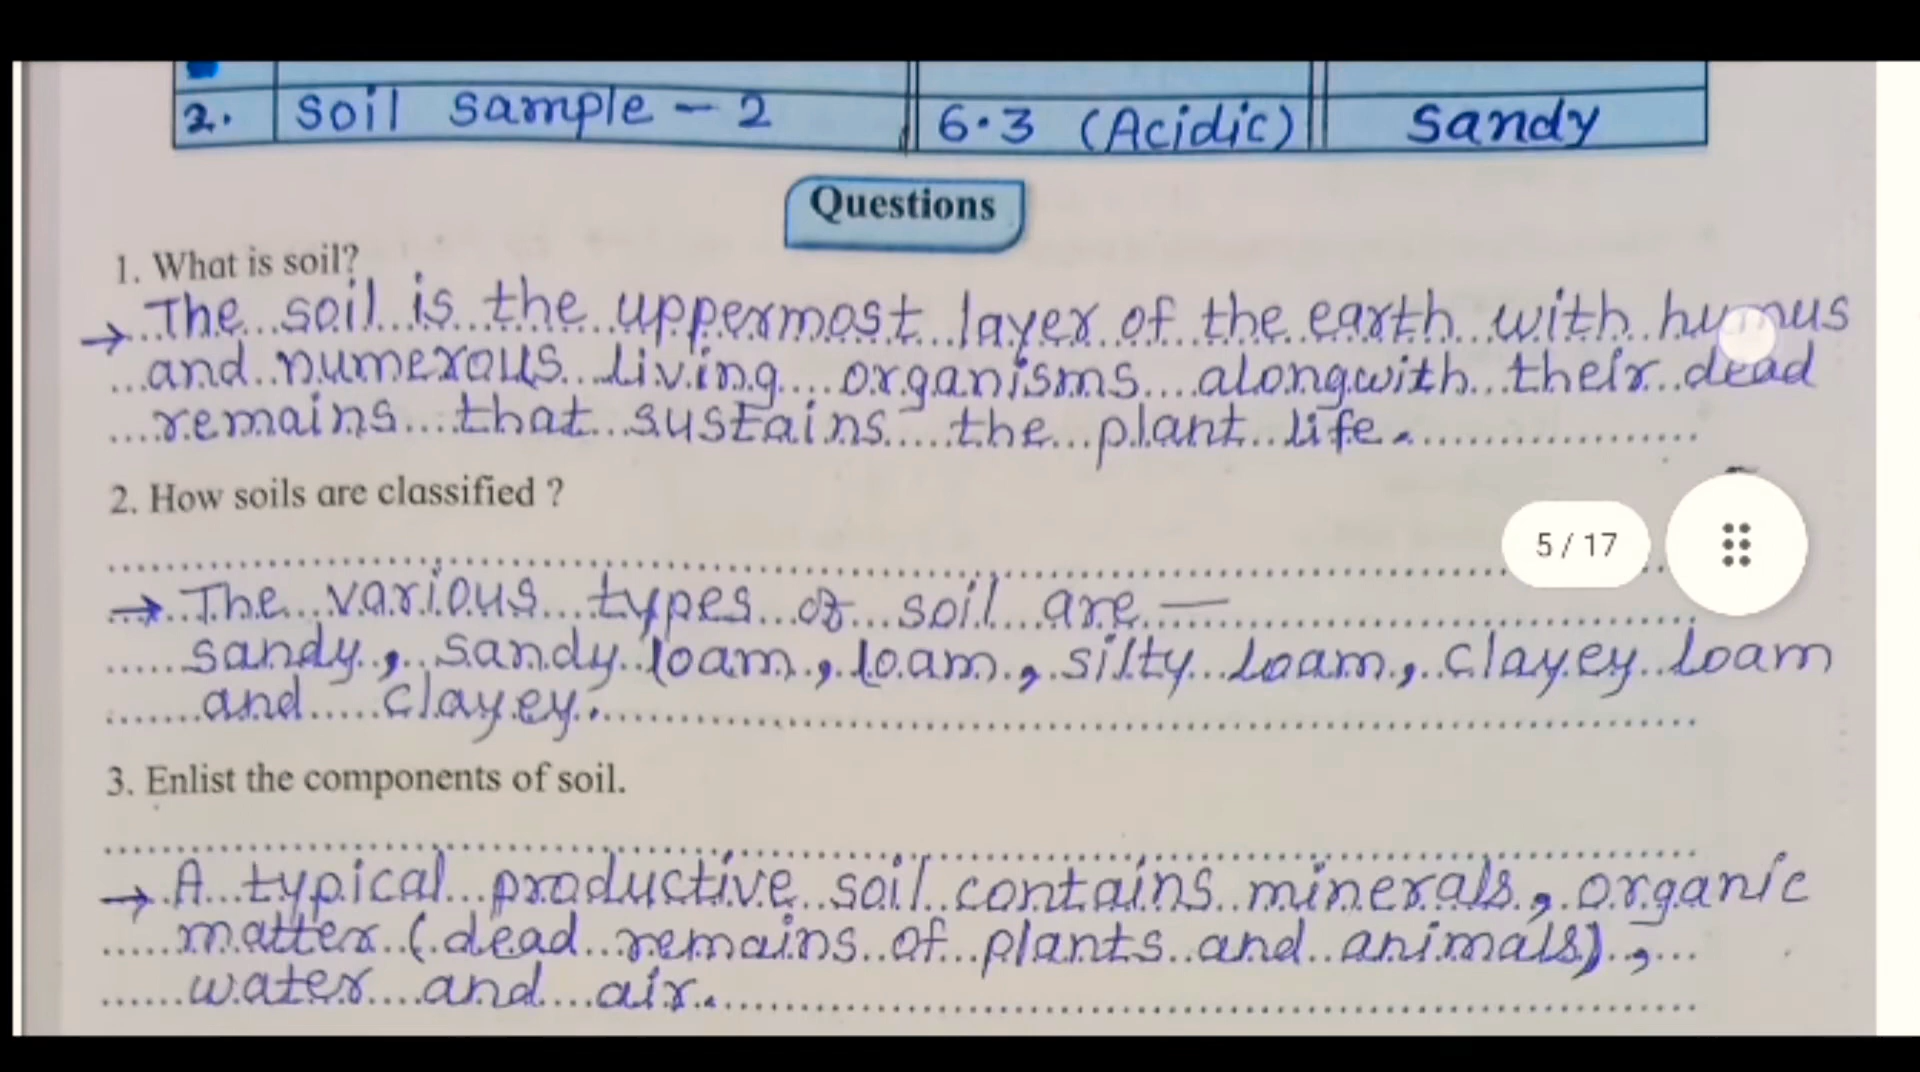 2. Soil Sample - 2 6.3 (Acidic) Sandy
Questions
1. What is soil?
→ The soil is the uppermost layer of the earth with humus
and numerous living organisms alongwith their dead
remains that sustains the plant life.
2. How soils are classified ?
5 / 17
→ The various types of soil are —
sandy, sandy loam, loam, silty loam, clayey loam
and clayey.
3. Enlist the components of soil.
→ A typical productive soil contains minerals, organic
matter (dead remains of plants and animals),
water and air.